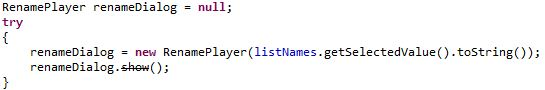 RenamePlayer renameDialog = null;
try
{
    renameDialog = new RenamePlayer(listNames.getSelectedValue().toString());
    renameDialog.show();
}